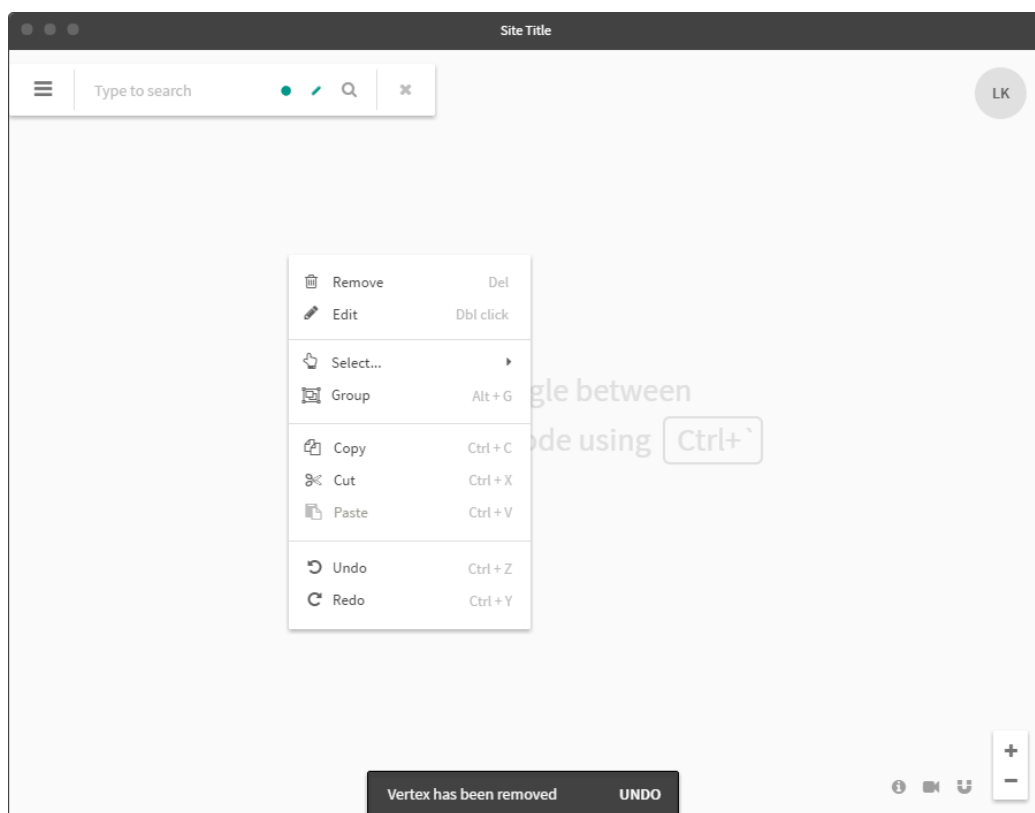 Site Title
Type to search
LK
Remove Del
Edit Dbl click
Select...
Group Alt + G
gle between
ode using Ctrl+`
Copy Ctrl + C
Cut Ctrl + X
Paste Ctrl + V
Undo Ctrl + Z
Redo Ctrl + Y
Vertex has been removed UNDO